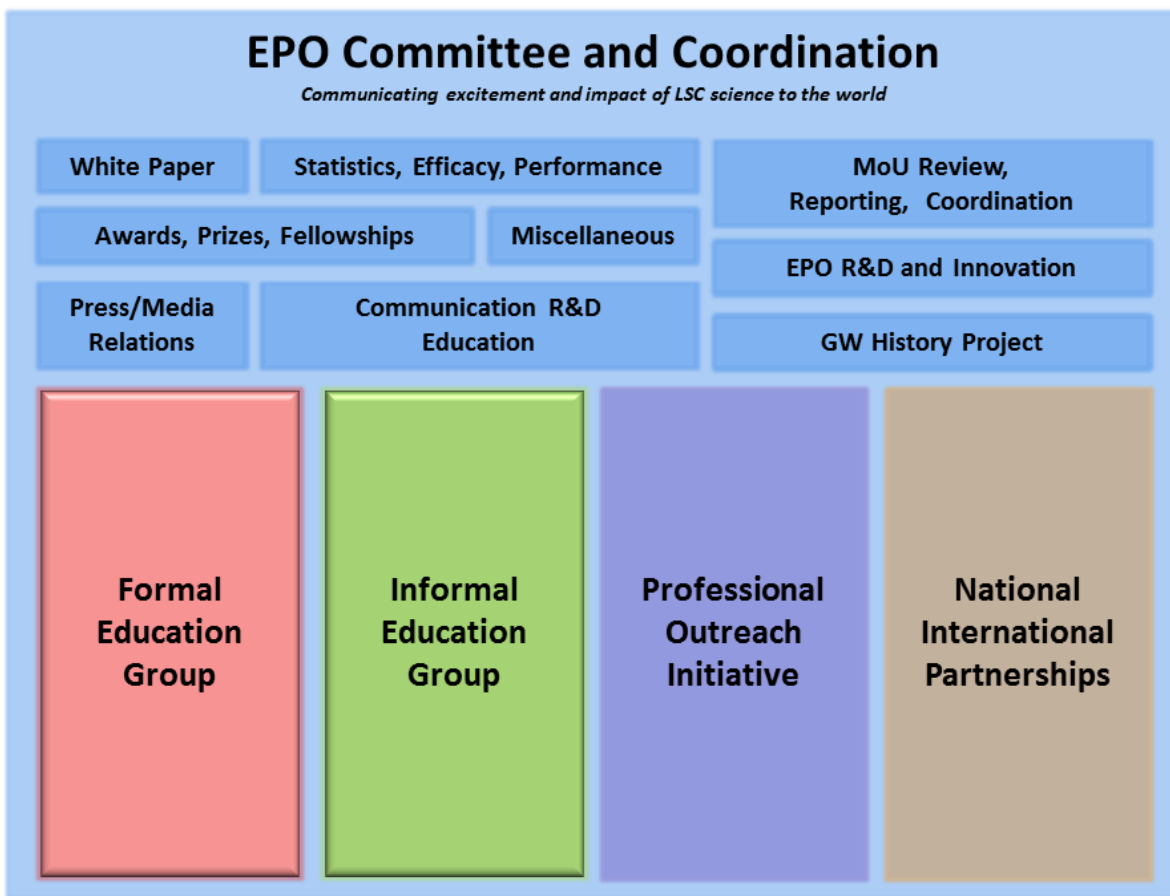 EPO Committee and Coordination
Communicating excitement and impact of LSC science to the world
White Paper
Statistics, Efficacy, Performance
MoU Review,
Reporting, Coordination
Awards, Prizes, Fellowships
Miscellaneous
EPO R&D and Innovation
Press/Media
Relations
Communication R&D
Education
GW History Project
Formal
Education
Group
Informal
Education
Group
Professional
Outreach
Initiative
National
International
Partnerships